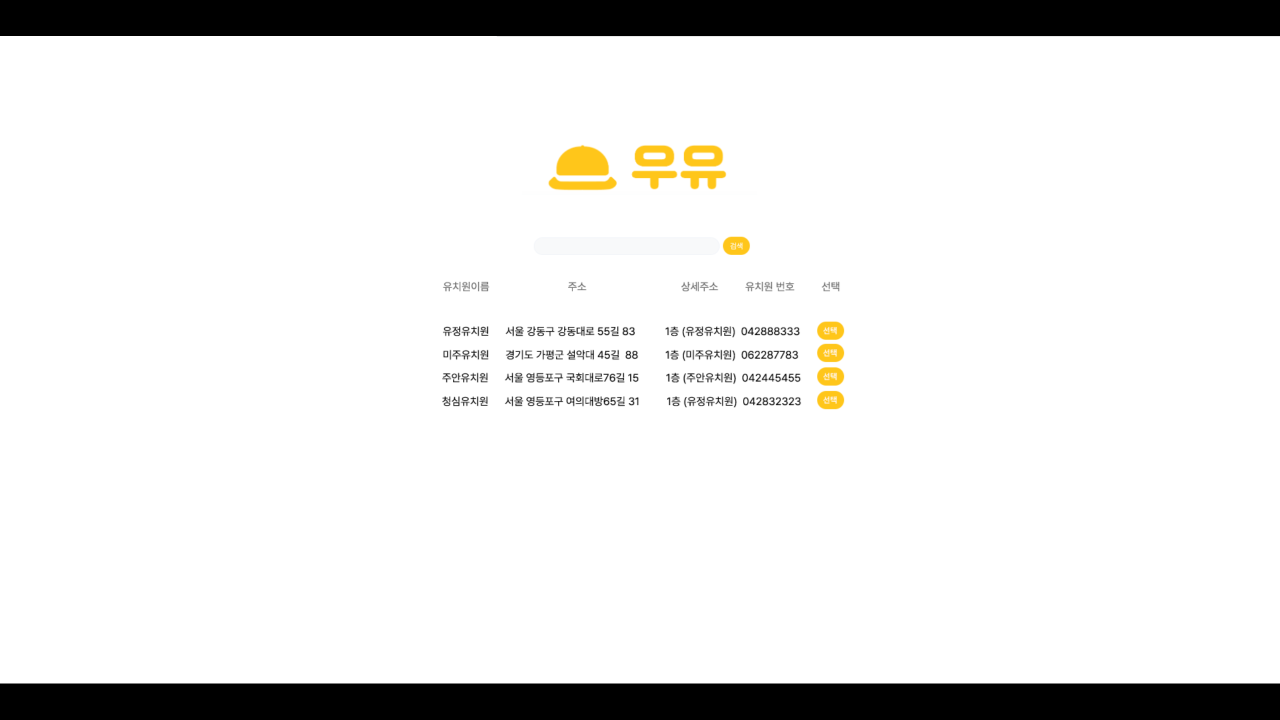 우유
검색
유치원이름 주소 상세주소 유치원 번호 선택
유정유치원 서울 강동구 강동대로 55길 83 1층 (유정유치원) 042888333 선택
미주유치원 경기도 가평군 설악대 45길 88 1층 (미주유치원) 062287783 선택
주안유치원 서울 영등포구 국회대로76길 15 1층 (주안유치원) 042445455 선택
청심유치원 서울 영등포구 여의대방65길 31 1층 (유정유치원) 042832323 선택